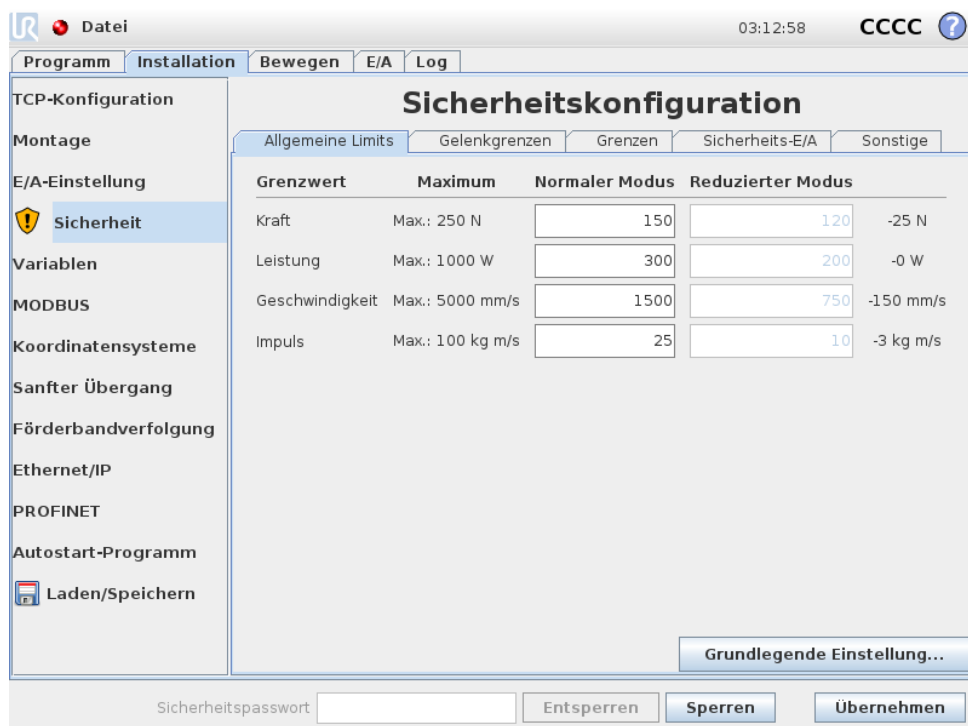 UR Datei 03:12:58 CCCC ?
Programm Installation Bewegen E/A Log
TCP-Konfiguration
Montage
E/A-Einstellung
Sicherheit
Variablen
MODBUS
Koordinatensysteme
Sanfter Übergang
Förderbandverfolgung
Ethernet/IP
PROFINET
Autostart-Programm
Laden/Speichern
Sicherheitskonfiguration
Allgemeine Limits Gelenkgrenzen Grenzen Sicherheits-E/A Sonstige
Grenzwert Maximum Normaler Modus Reduzierter Modus
Kraft Max.: 250 N 150 120 -25 N
Leistung Max.: 1000 W 300 200 -0 W
Geschwindigkeit Max.: 5000 mm/s 1500 750 -150 mm/s
Impuls Max.: 100 kg m/s 25 10 -3 kg m/s
Grundlegende Einstellung...
Sicherheitspasswort Entsperren Sperren Übernehmen